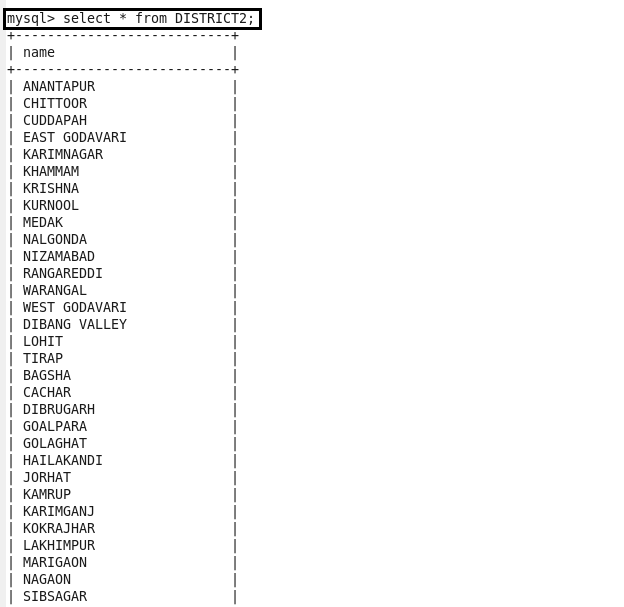 mysql> select * from DISTRICT2;
+---------------------------+
| name                      |
+---------------------------+
| ANANTAPUR                 |
| CHITTOOR                  |
| CUDDAPAH                  |
| EAST GODAVARI             |
| KARIMNAGAR                |
| KHAMMAM                   |
| KRISHNA                   |
| KURNOOL                   |
| MEDAK                     |
| NALGONDA                  |
| NIZAMABAD                 |
| RANGAREDDI                |
| WARANGAL                  |
| WEST GODAVARI             |
| DIBANG VALLEY             |
| LOHIT                     |
| TIRAP                     |
| BAGSHA                    |
| CACHAR                    |
| DIBRUGARH                 |
| GOALPARA                  |
| GOLAGHAT                  |
| HAILAKANDI                |
| JORHAT                    |
| KAMRUP                    |
| KARIMGANJ                 |
| KOKRAJHAR                 |
| LAKHIMPUR                 |
| MARIGAON                  |
| NAGAON                    |
| SIBSAGAR                  |